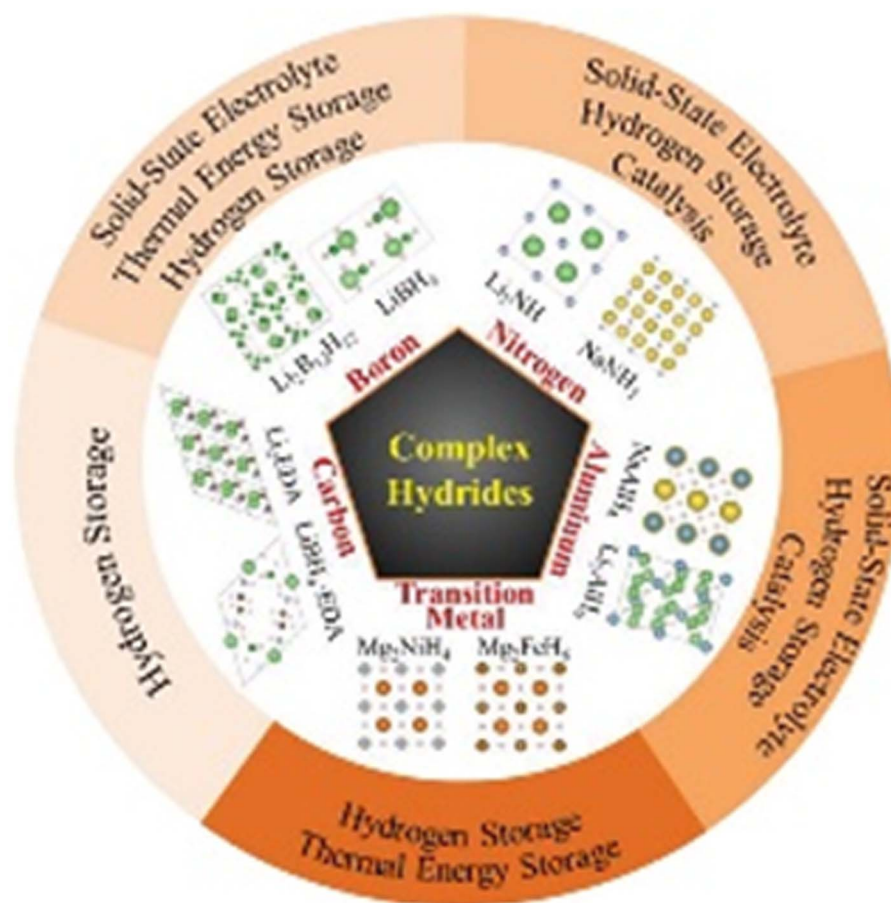 Solid-State Electrolyte
Thermal Energy Storage
Hydrogen Storage
Solid-State Electrolyte
Hydrogen Storage
Catalysis
Li₂B₁₂H₁₂
LiBH₄
Li₂NH
NaNH₂
Boron
Nitrogen
Hydrogen Storage
Li₂EDA
LiBH₄·EDA
Carbon
Complex
Hydrides
Aluminum
NaAlH₄
Li₃AlH₆
Solid-State Electrolyte
Hydrogen Storage
Catalysis
Transition
Metal
Mg₂NiH₄
Mg₂FeH₆
Hydrogen Storage
Thermal Energy Storage